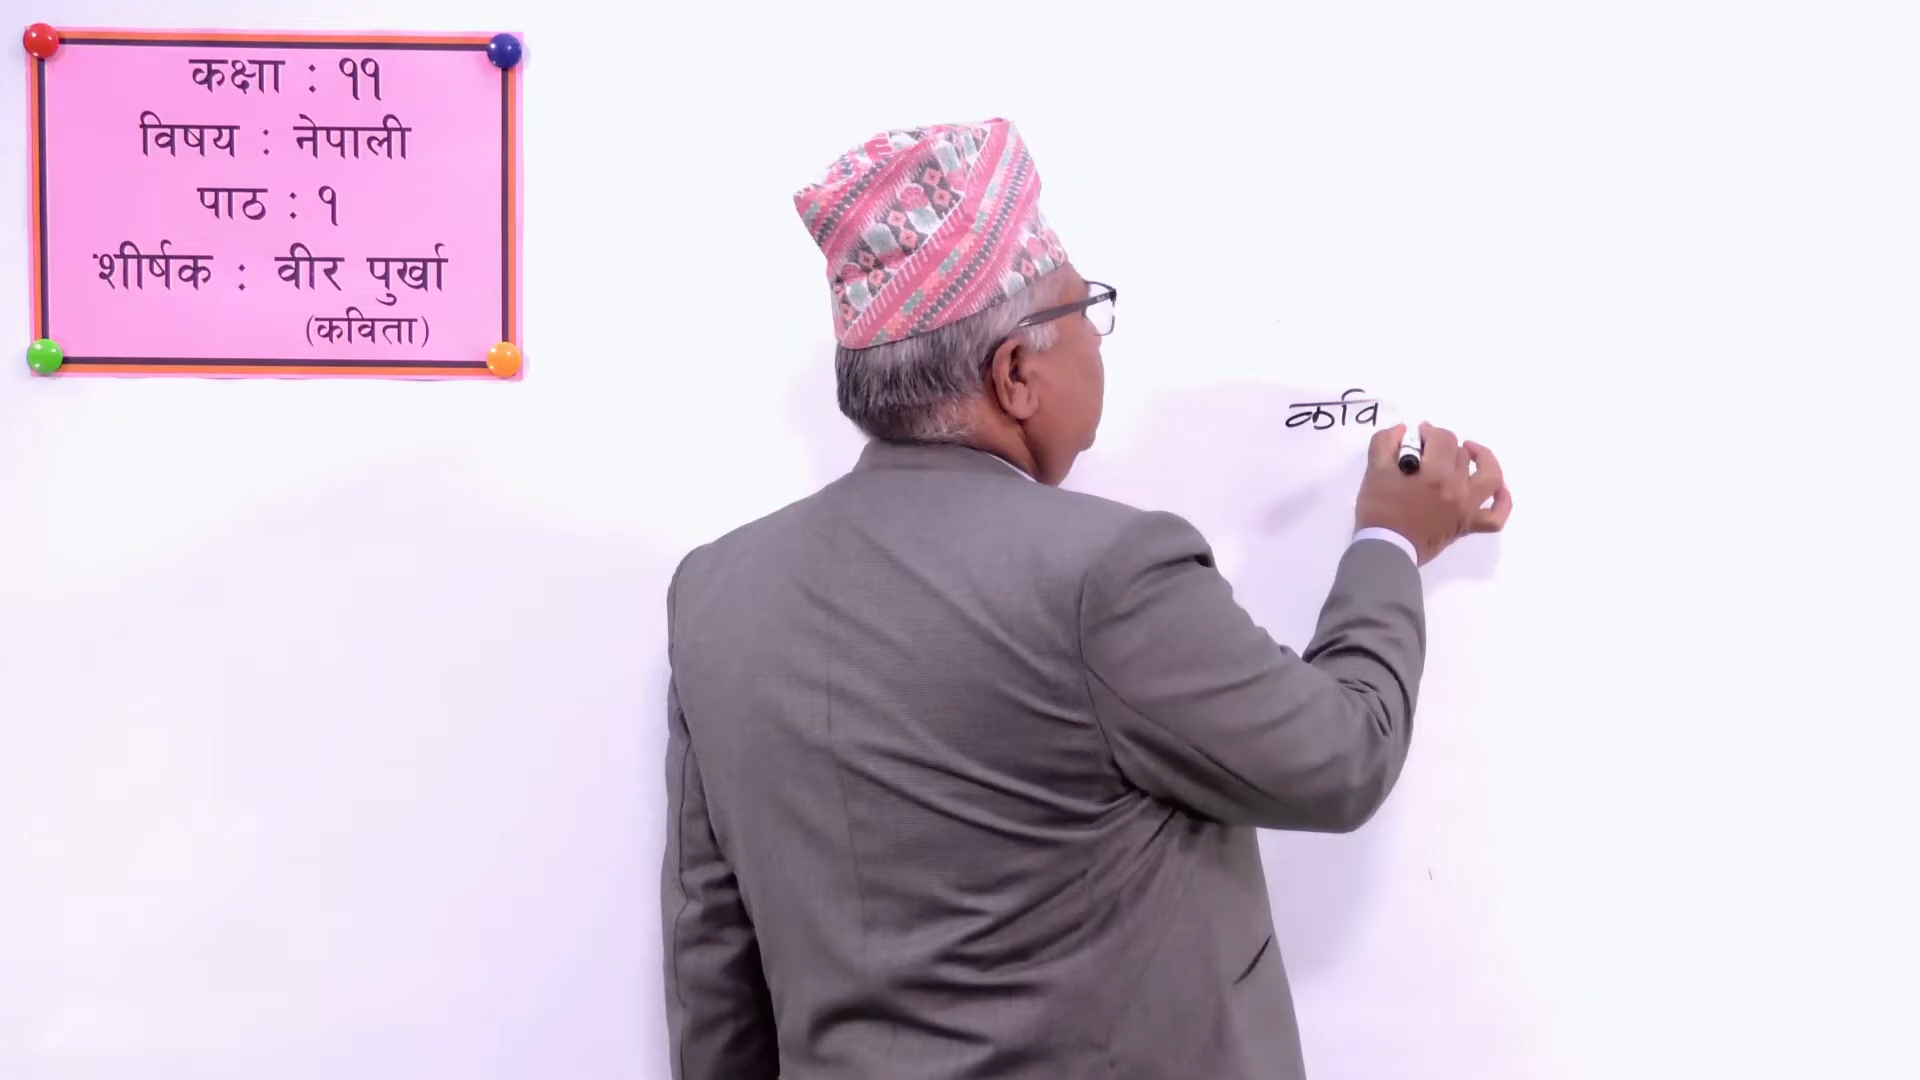 कक्षा : ११
विषय : नेपाली
पाठ : १
शीर्षक : वीर पुर्खा
(कविता)
कवि